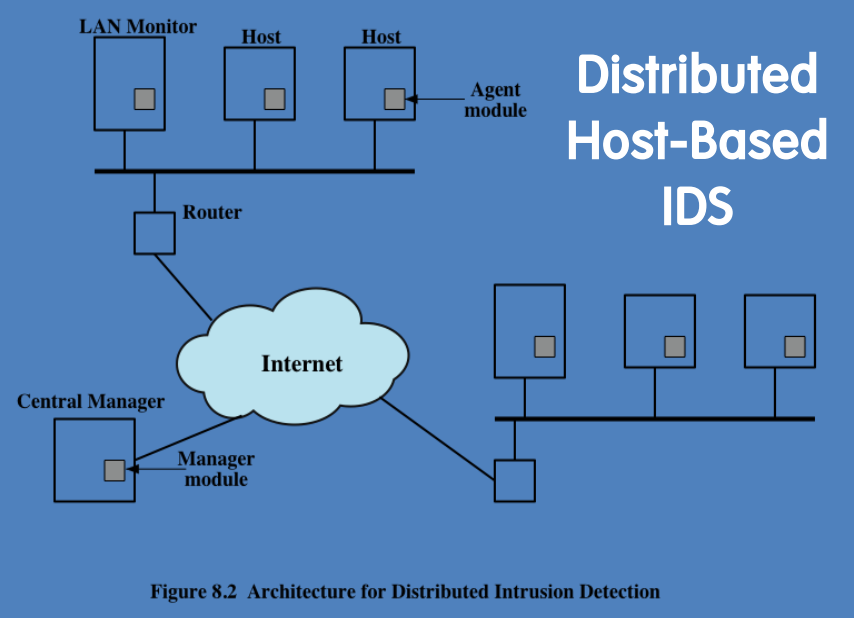 LAN Monitor
Host
Host
Agent
module
Distributed
Host-Based
IDS
Router
Internet
Central Manager
Manager
module
Figure 8.2 Architecture for Distributed Intrusion Detection